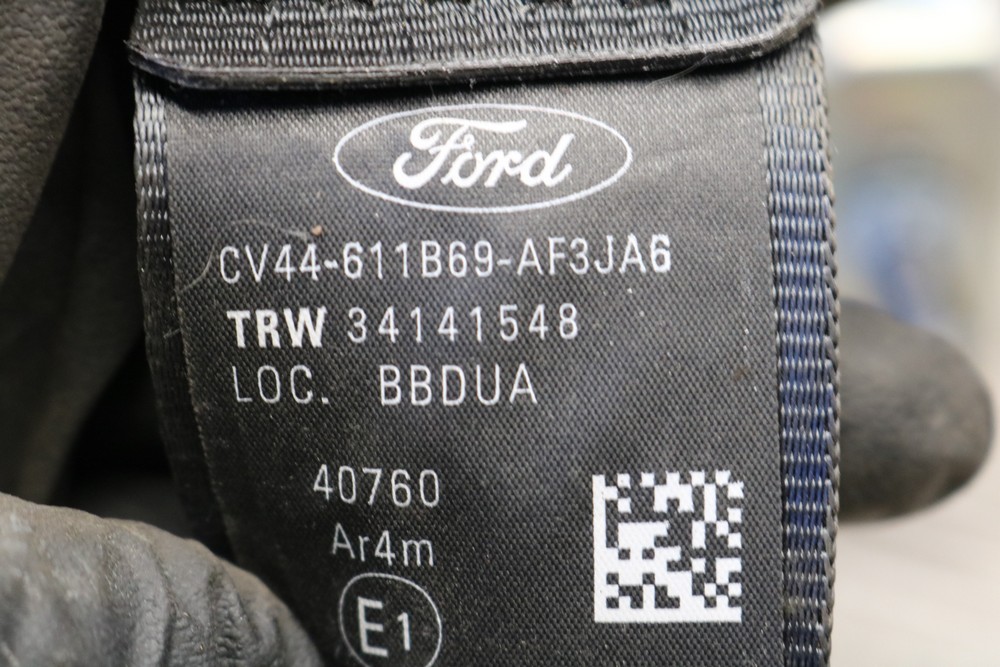 Ford
CV44-611B69-AF3JA6
TRW 34141548
LOC. BBDUA
40760
Ar4m
E1